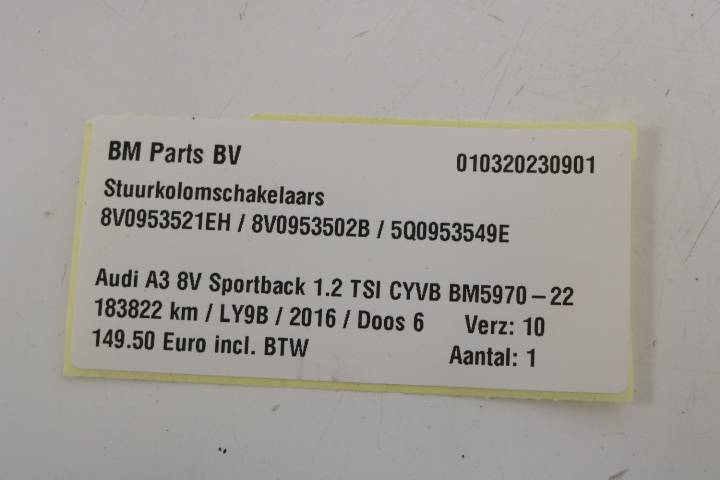 BM Parts BV 010320230901
Stuurkolomschakelaars
8V0953521EH / 8V0953502B / 5Q0953549E
Audi A3 8V Sportback 1.2 TSI CYVB BM5970-22
183822 km / LY9B / 2016 / Doos 6 Verz: 10
149.50 Euro incl. BTW Aantal: 1